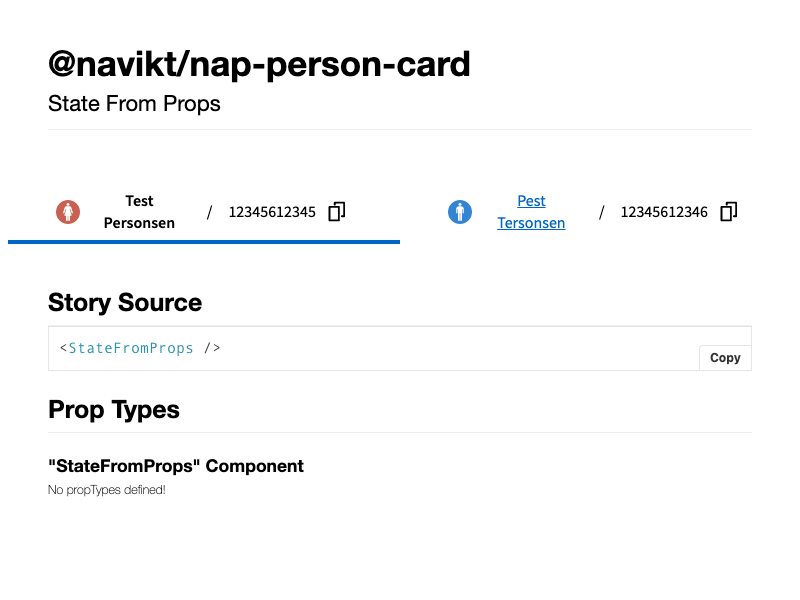 @navikt/nap-person-card
State From Props
Test
Personsen
/
12345612345
Pest
Tersonsen
/
12345612346
Story Source
<StateFromProps />
Copy
Prop Types
"StateFromProps" Component
No propTypes defined!